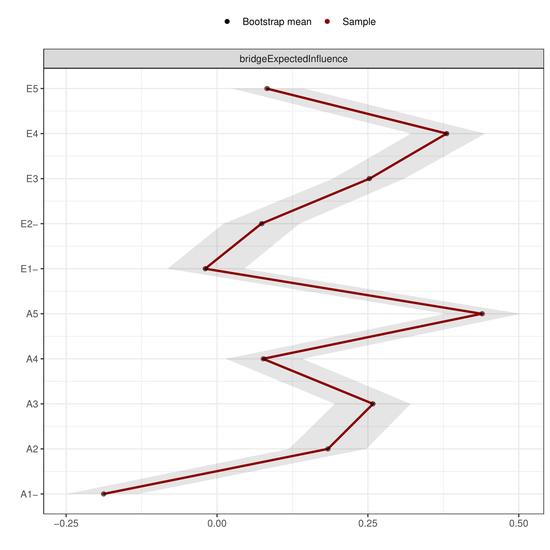 Bootstrap mean Sample
bridgeExpectedInfluence
E5
E4
E3
E2−
E1−
A5
A4
A3
A2
A1−
−0.25 0.00 0.25 0.50